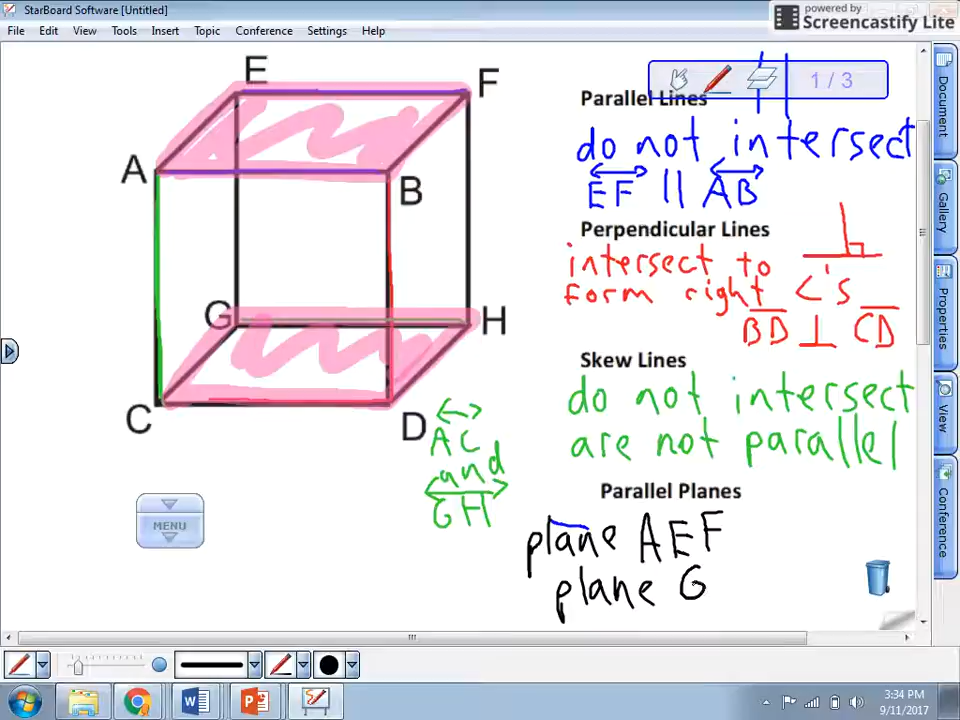 StarBoard Software [Untitled]
powered by
Screencastify Lite
File Edit View Tools Insert Topic Conference Settings Help
1 / 3
E
F
A
B
G
H
C
D
Parallel Lines
do not intersect
EF || AB
Perpendicular Lines
intersect to
form right <'s
BD ⊥ CD
Skew Lines
do not intersect
are not parallel
AC
and
GH
Parallel Planes
plane AEF
plane G
MENU
Document
Gallery
Properties
View
Conference
3:34 PM
9/11/2017